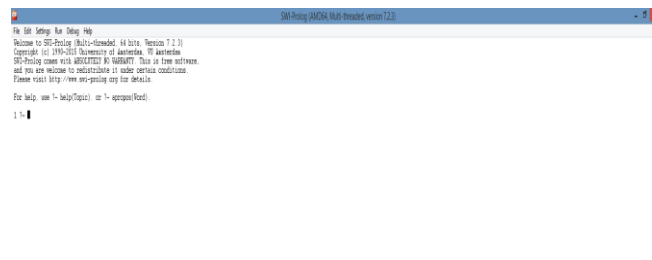 SWI-Prolog (AMD64, Multi-threaded, version 7.2.3)
File Edit Settings Run Debug Help
Welcome to SWI-Prolog (Multi-threaded, 64 bits, Version 7.2.3)
Copyright (c) 1990-2015 University of Amsterdam, VU Amsterdam
SWI-Prolog comes with ABSOLUTELY NO WARRANTY. This is free software,
and you are welcome to redistribute it under certain conditions.
Please visit http://www.swi-prolog.org for details.
For help, use ?- help(Topic). or ?- apropos(Word).
1 ?-